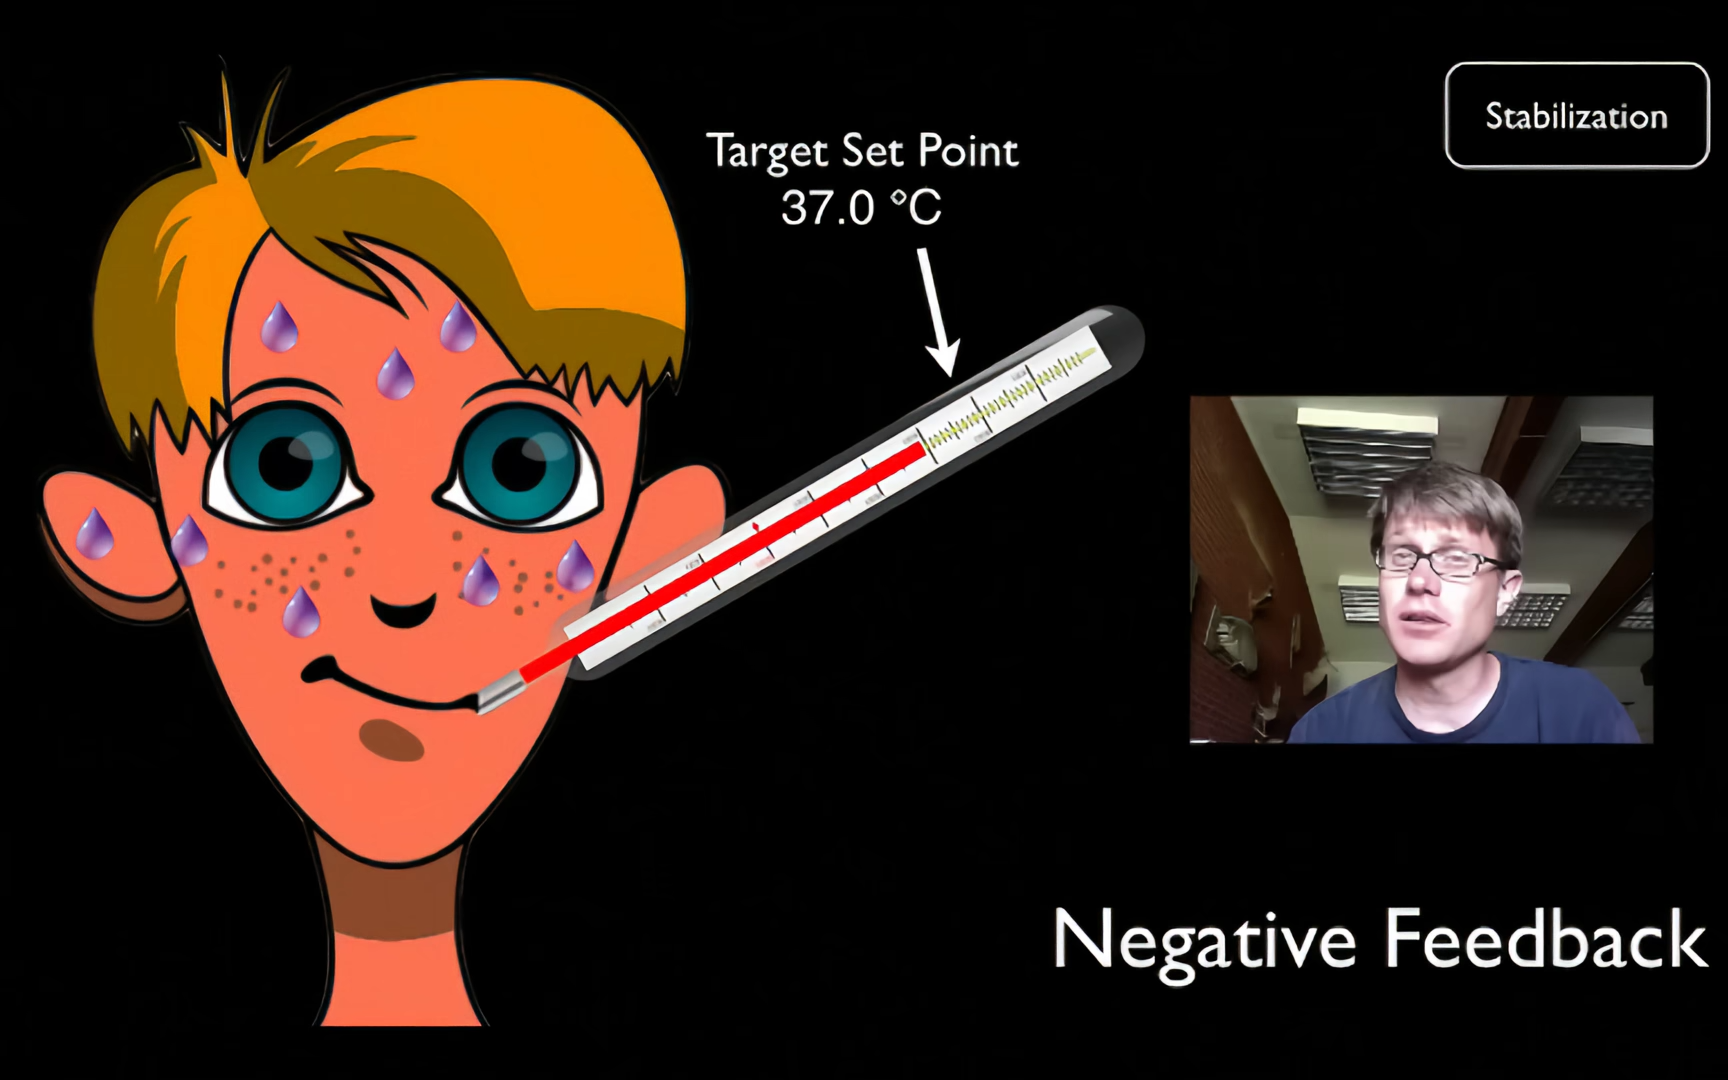 Target Set Point
37.0 °C
Stabilization
Negative Feedback